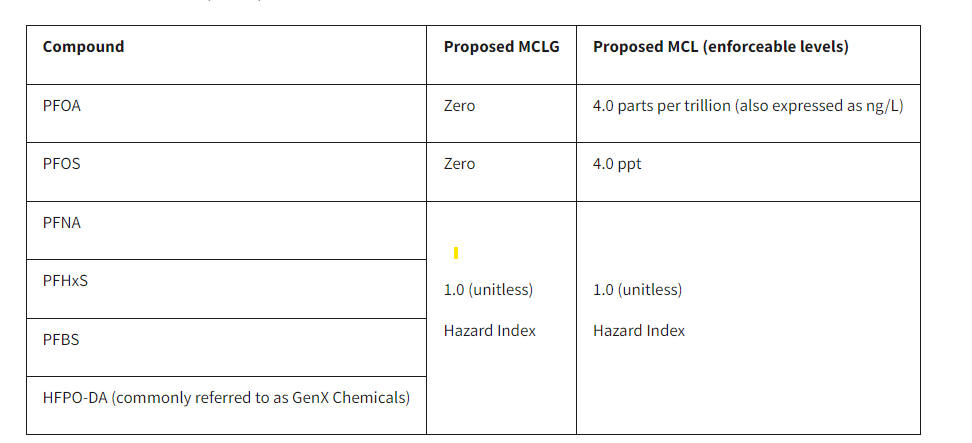 Compound Proposed MCLG Proposed MCL (enforceable levels)
PFOA Zero 4.0 parts per trillion (also expressed as ng/L)
PFOS Zero 4.0 ppt
PFNA
PFHxS
1.0 (unitless) 1.0 (unitless)
Hazard Index Hazard Index
PFBS
HFPO-DA (commonly referred to as GenX Chemicals)